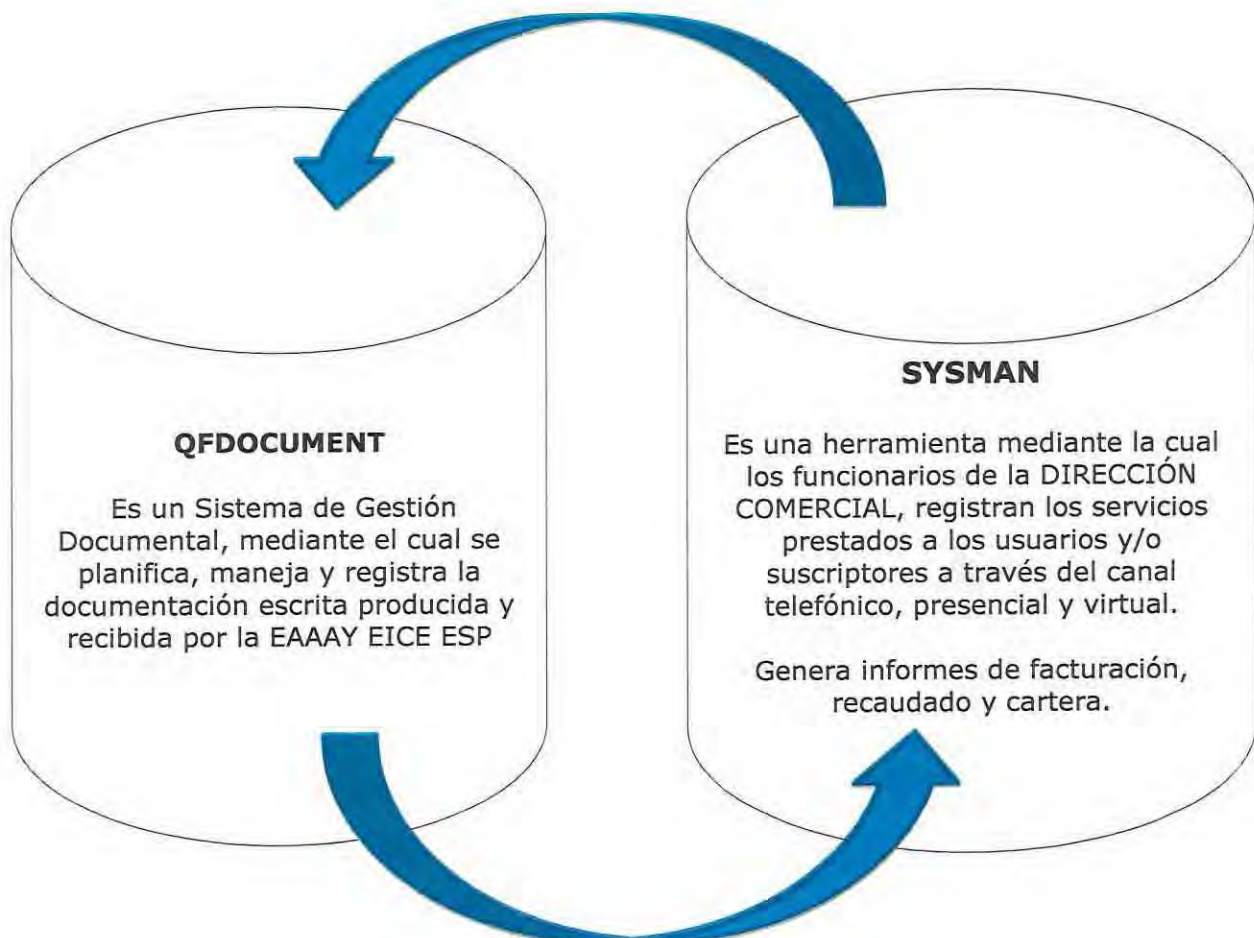 QFDOCUMENT
Es un Sistema de Gestión
Documental, mediante el cual se
planifica, maneja y registra la
documentación escrita producida y
recibida por la EAAAY EICE ESP
SYSMAN
Es una herramienta mediante la cual
los funcionarios de la DIRECCIÓN
COMERCIAL, registran los servicios
prestados a los usuarios y/o
suscriptores a través del canal
telefónico, presencial y virtual.
Genera informes de facturación,
recaudado y cartera.